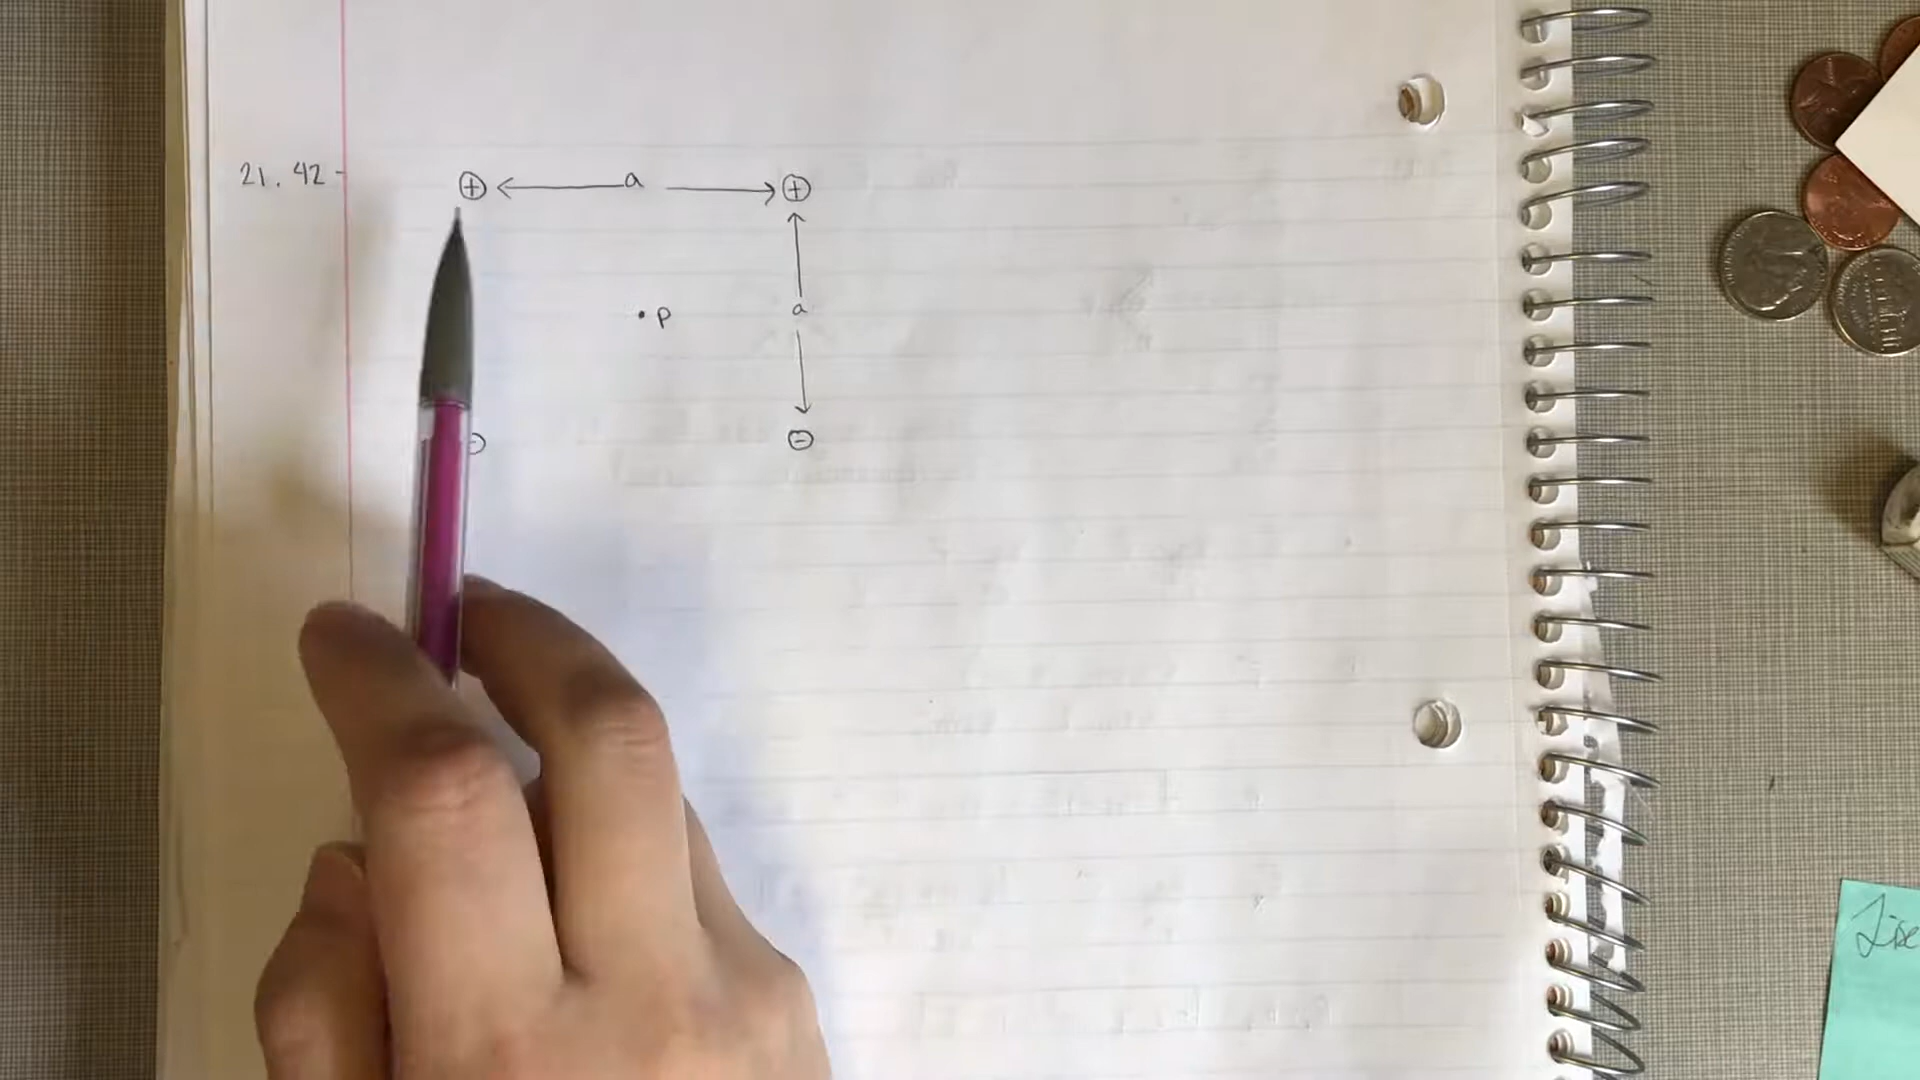 21.42-
+ a +
• p a
- -